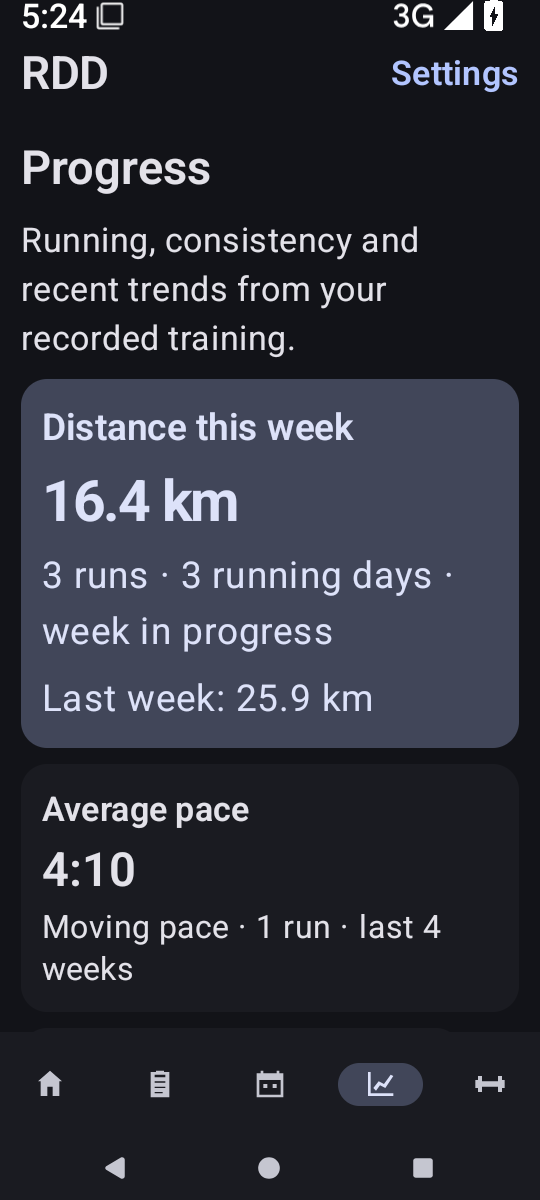 5:24 3G
RDD Settings
Progress
Running, consistency and
recent trends from your
recorded training.
Distance this week
16.4 km
3 runs · 3 running days ·
week in progress
Last week: 25.9 km
Average pace
4:10
Moving pace · 1 run · last 4
weeks